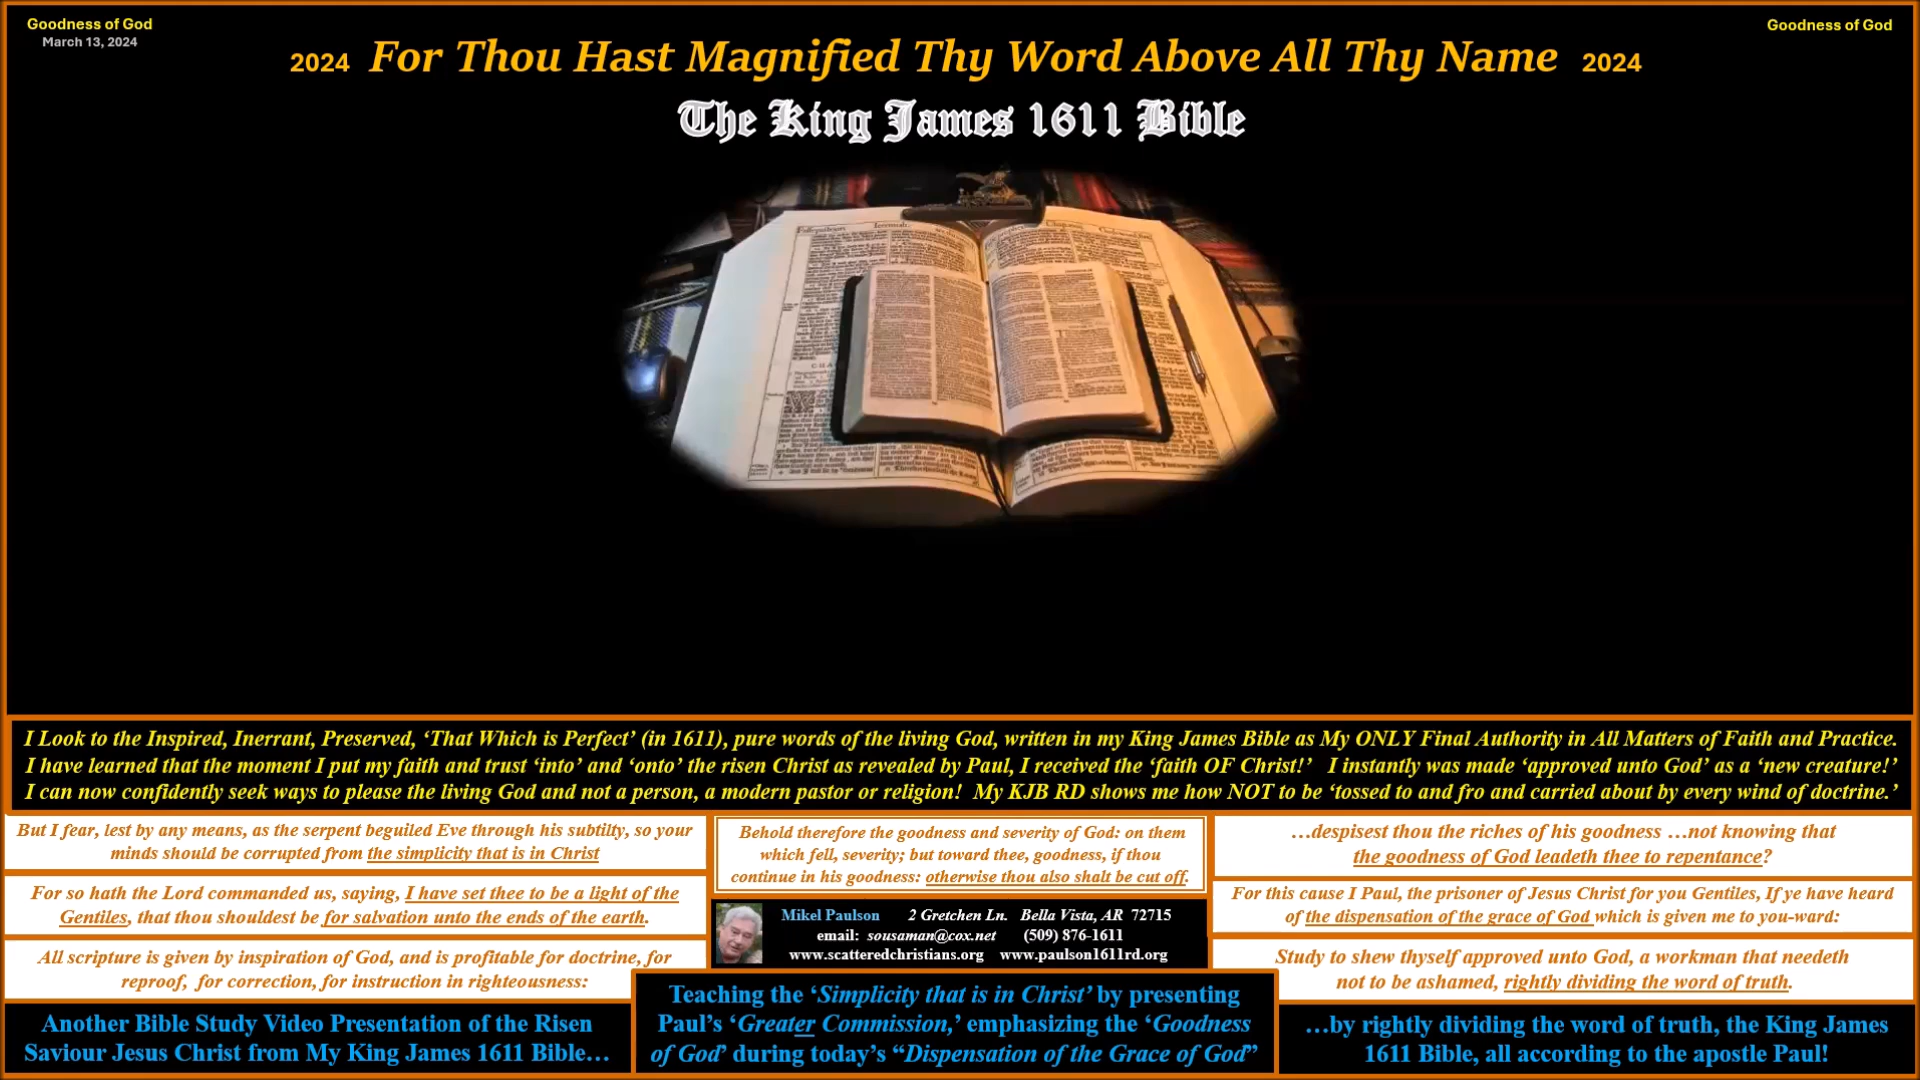 Goodness of God
March 13, 2024
Goodness of God
2024 For Thou Hast Magnified Thy Word Above All Thy Name 2024
The King James 1611 Bible
I Look to the Inspired, Inerrant, Preserved, ‘That Which is Perfect’ (in 1611), pure words of the living God, written in my King James Bible as My ONLY Final Authority in All Matters of Faith and Practice.
I have learned that the moment I put my faith and trust ‘into’ and ‘onto’ the risen Christ as revealed by Paul, I received the ‘faith OF Christ!’ I instantly was made ‘approved unto God’ as a ‘new creature!’
I can now confidently seek ways to please the living God and not a person, a modern pastor or religion! My KJB RD shows me how NOT to be ‘tossed to and fro and carried about by every wind of doctrine.’
But I fear, lest by any means, as the serpent beguiled Eve through his subtilty, so your
minds should be corrupted from the simplicity that is in Christ
For so hath the Lord commanded us, saying, I have set thee to be a light of the
Gentiles, that thou shouldest be for salvation unto the ends of the earth.
All scripture is given by inspiration of God, and is profitable for doctrine, for
reproof, for correction, for instruction in righteousness:
Another Bible Study Video Presentation of the Risen
Saviour Jesus Christ from My King James 1611 Bible…
Behold therefore the goodness and severity of God: on them
which fell, severity; but toward thee, goodness, if thou
continue in his goodness: otherwise thou also shalt be cut off.
Mikel Paulson 2 Gretchen Ln. Bella Vista, AR 72715
email: sousaman@cox.net (509) 876-1611
www.scatteredchristians.org www.paulson1611rd.org
Teaching the ‘Simplicity that is in Christ’ by presenting
Paul’s ‘Greater Commission,’ emphasizing the ‘Goodness
of God’ during today’s “Dispensation of the Grace of God”
…despisest thou the riches of his goodness …not knowing that
the goodness of God leadeth thee to repentance?
For this cause I Paul, the prisoner of Jesus Christ for you Gentiles, If ye have heard
of the dispensation of the grace of God which is given me to you-ward:
Study to shew thyself approved unto God, a workman that needeth
not to be ashamed, rightly dividing the word of truth.
…by rightly dividing the word of truth, the King James
1611 Bible, all according to the apostle Paul!